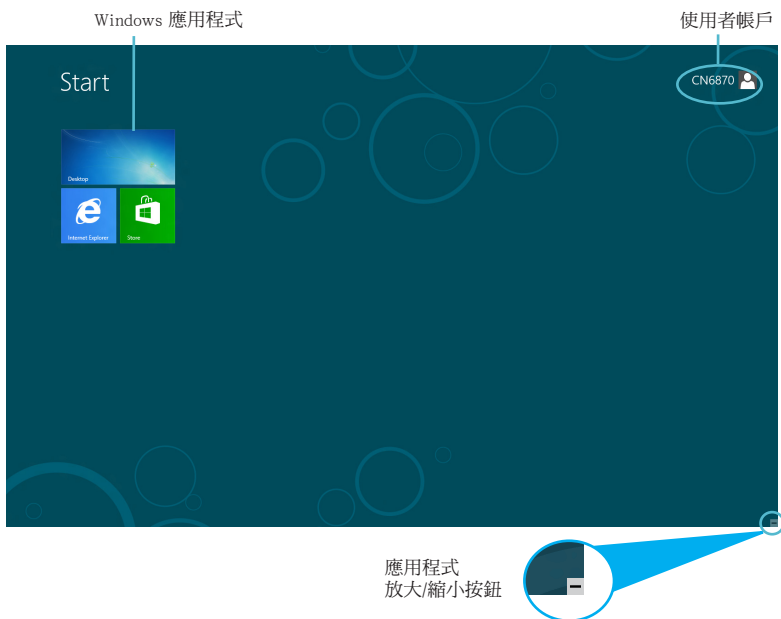 Windows 應用程式
使用者帳戶
Start
CN6870
Desktop
Internet Explorer
Store
應用程式
放大/縮小按鈕